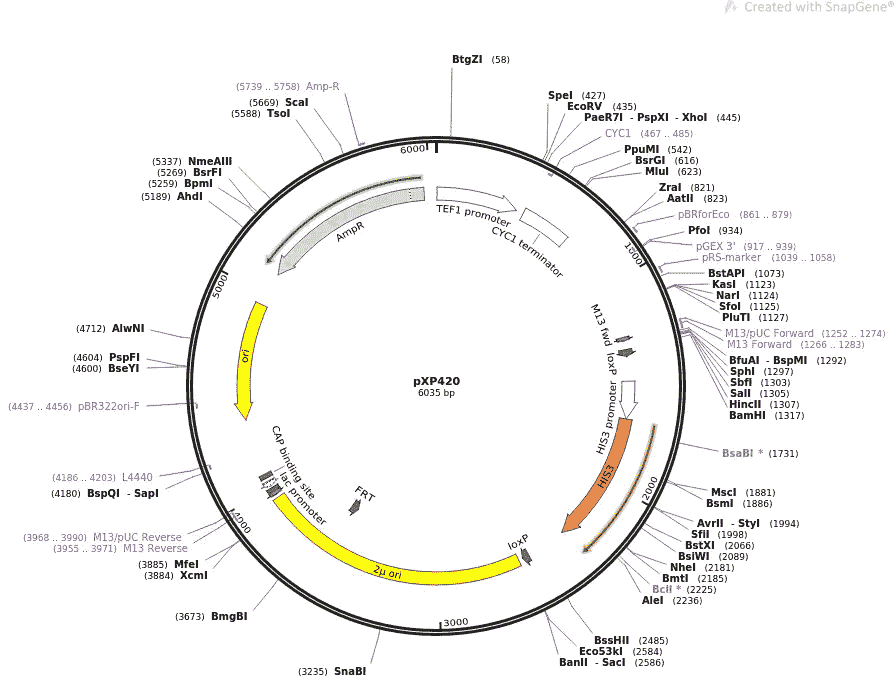 Created with SnapGene®
BtgZI (58)
SpeI (427)
EcoRV (435)
PaeR7I - PspXI - XhoI (445)
CYC1 (467 .. 485)
PpuMI (542)
BsrGI (616)
MluI (623)
ZraI (821)
AatII (823)
pBRforEco (861 .. 879)
PfoI (934)
pGEX 3' (917 .. 939)
pRS-marker (1039 .. 1058)
BstAPI (1073)
KasI (1123)
NarI (1124)
SfoI (1125)
PluTI (1127)
M13/pUC Forward (1252 .. 1274)
M13 Forward (1266 .. 1283)
BfuAI - BspMI (1292)
SphI (1297)
SbfI (1303)
SalI (1305)
HincII (1307)
BamHI (1317)
BsaBI * (1731)
MscI (1881)
BsmI (1886)
AvrII - StyI (1994)
SfiI (1998)
BstXI (2066)
BsiWI (2089)
NheI (2181)
BmtI (2185)
BclI * (2225)
AleI (2236)
BssHII (2485)
Eco53kI (2584)
BanII - SacI (2586)
(3235) SnaBI
(3673) BmgBI
(3884) XcmI
(3885) MfeI
(3955 .. 3971) M13 Reverse
(3968 .. 3990) M13/pUC Reverse
(4180) BspQI - SapI
(4186 .. 4203) L4440
(4437 .. 4456) pBR322ori-F
(4600) BseYI
(4604) PspFI
(4712) AlwNI
(5189) AhdI
(5259) BpmI
(5269) BsrFI
(5337) NmeAIII
(5588) TsoI
(5669) ScaI
(5739 .. 5758) Amp-R
1000
2000
3000
4000
5000
6000
TEF1 promoter
CYC1 terminator
M13 fwd
loxP
HIS3 promoter
HIS3
loxP
2μ ori
FRT
lac promoter
CAP binding site
ori
AmpR
pXP420
6035 bp